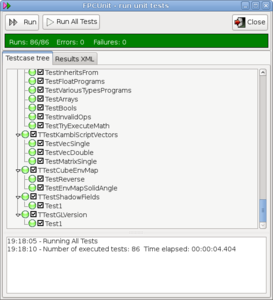 FPCUnit - run unit tests
Run
Run All Tests
Close
Runs: 86/86 Errors: 0 Failures: 0
Testcase tree
Results XML
TestInheritsFrom
TestFloatPrograms
TestVariousTypesPrograms
TestArrays
TestBools
TestInvalidOps
TestTryExecuteMath
TTestKambiScriptVectors
TestVecSingle
TestVecDouble
TestMatrixSingle
TTestCubeEnvMap
TestReverse
TestEnvMapSolidAngle
TTestShadowFields
Test1
TTestGLVersion
Test1
19:18:05 - Running All Tests
19:18:10 - Number of executed tests: 86 Time elapsed: 00:00:04.404